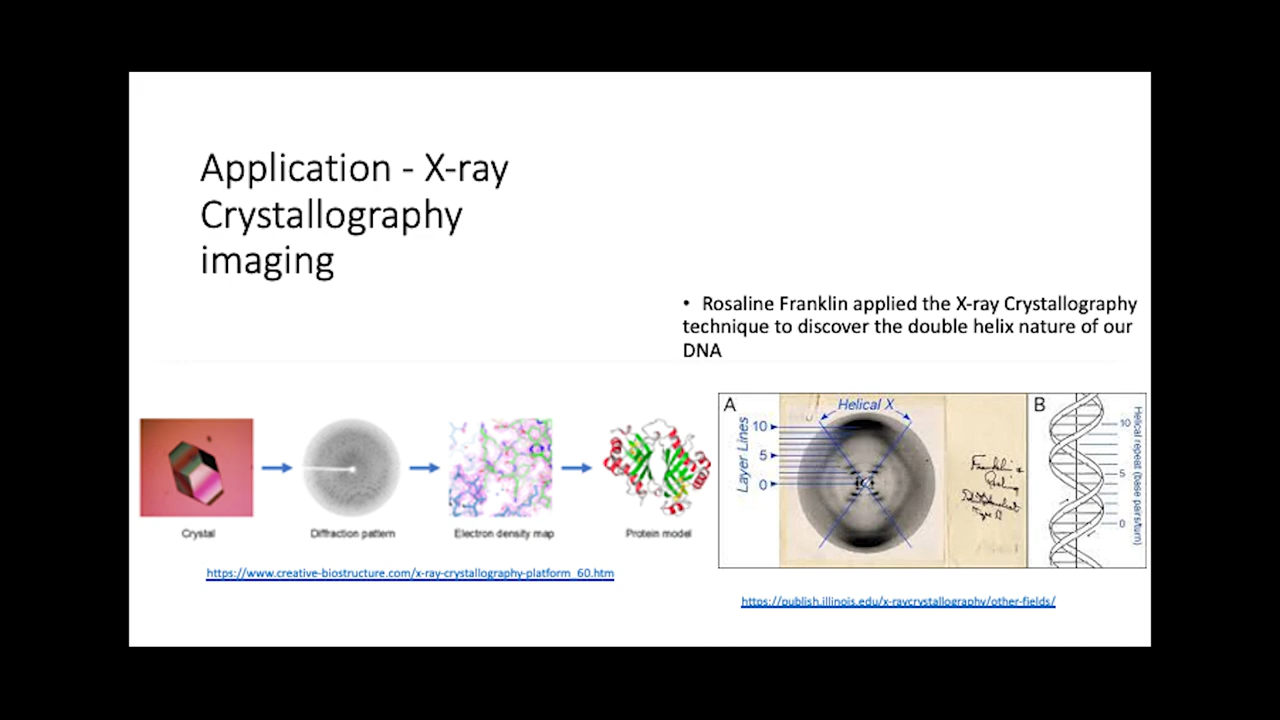 Application - X-ray
Crystallography
imaging
• Rosaline Franklin applied the X-ray Crystallography
technique to discover the double helix nature of our
DNA
Crystal
Diffraction pattern
Electron density map
Protein model
https://www.creative-biostructure.com/x-ray-crystallography-platform_60.htm
A
Helical X
Layer Lines
10
5
0
B
10
5
0
Helical repeat (base pairs/turn)
https://publish.illinois.edu/x-raycrystallography/other-fields/